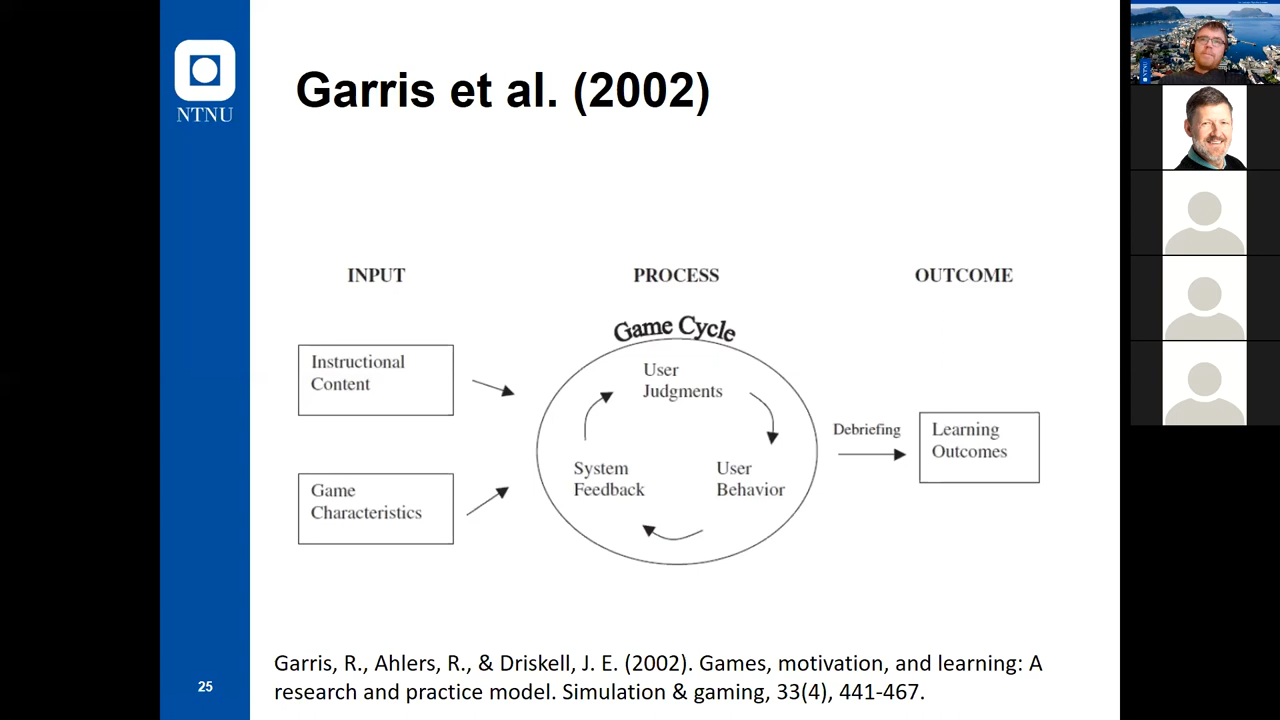 NTNU
Garris et al. (2002)
INPUT
PROCESS
OUTCOME
Game Cycle
Instructional
Content
Game
Characteristics
User
Judgments
System
Feedback
User
Behavior
Debriefing
Learning
Outcomes
Garris, R., Ahlers, R., & Driskell, J. E. (2002). Games, motivation, and learning: A
research and practice model. Simulation & gaming, 33(4), 441-467.
25
NTNU